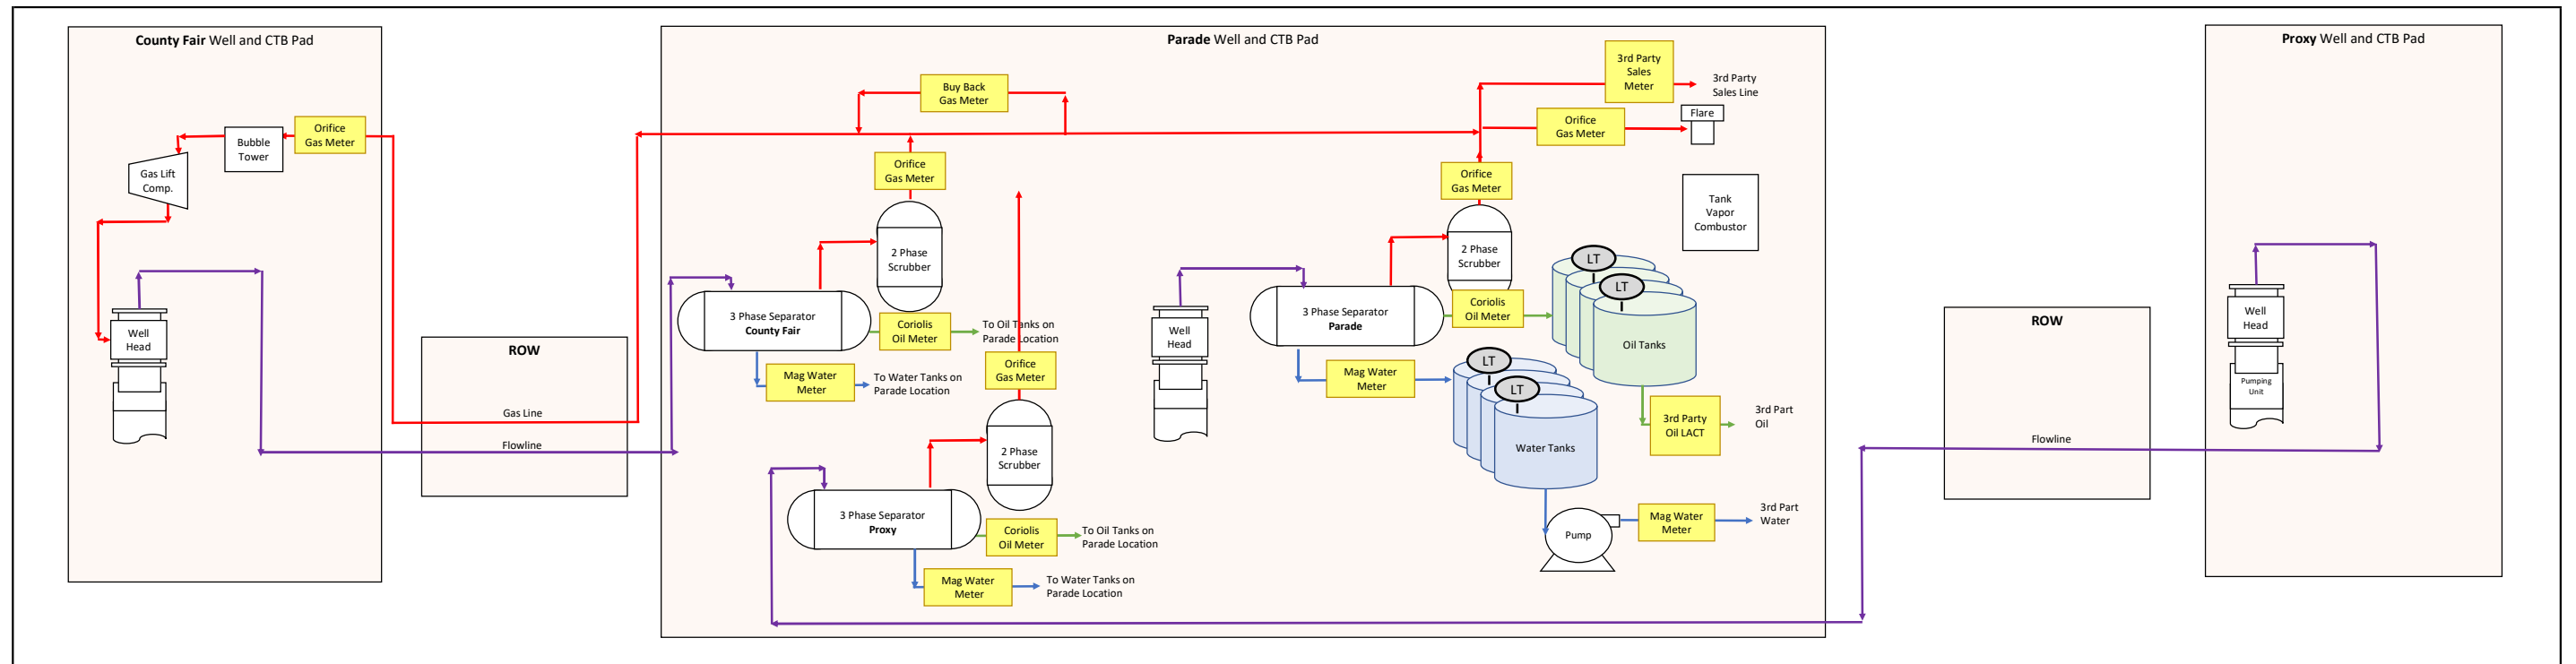 County Fair Well and CTB Pad
Orifice
Gas Meter
Bubble
Tower
Gas Lift
Comp.
Well
Head
ROW
Gas Line
Flowline
Parade Well and CTB Pad
Buy Back
Gas Meter
3rd Party
Sales
Meter
3rd Party
Sales Line
Orifice
Gas Meter
Flare
Orifice
Gas Meter
2 Phase
Scrubber
3 Phase Separator
County Fair
Coriolis
Oil Meter
To Oil Tanks on
Parade Location
Mag Water
Meter
To Water Tanks on
Parade Location
Orifice
Gas Meter
2 Phase
Scrubber
3 Phase Separator
Proxy
Coriolis
Oil Meter
To Oil Tanks on
Parade Location
Mag Water
Meter
To Water Tanks on
Parade Location
Well
Head
Orifice
Gas Meter
2 Phase
Scrubber
3 Phase Separator
Parade
Coriolis
Oil Meter
Mag Water
Meter
Tank
Vapor
Combustor
LT
LT
Oil Tanks
LT
LT
Water Tanks
3rd Party
Oil LACT
3rd Part
Oil
Pump
Mag Water
Meter
3rd Part
Water
ROW
Flowline
Proxy Well and CTB Pad
Well
Head
Pumping
Unit